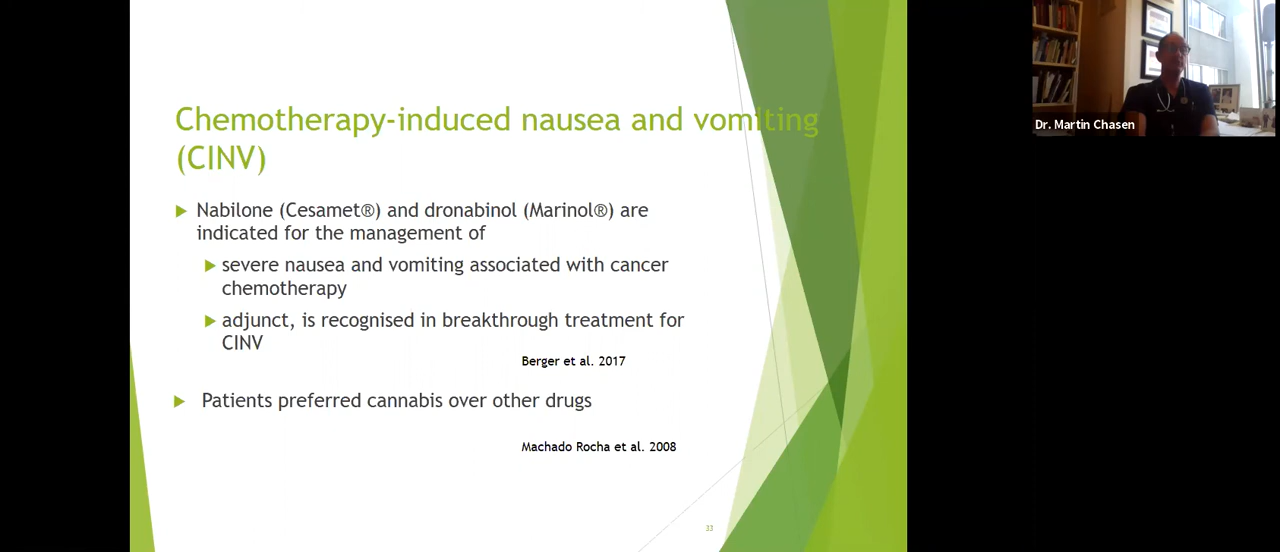 Chemotherapy-induced nausea and vomiting
(CINV)
Nabilone (Cesamet®) and dronabinol (Marinol®) are
indicated for the management of
severe nausea and vomiting associated with cancer
chemotherapy
adjunct, is recognised in breakthrough treatment for
CINV
Berger et al. 2017
Patients preferred cannabis over other drugs
Machado Rocha et al. 2008
33
Dr. Martin Chasen